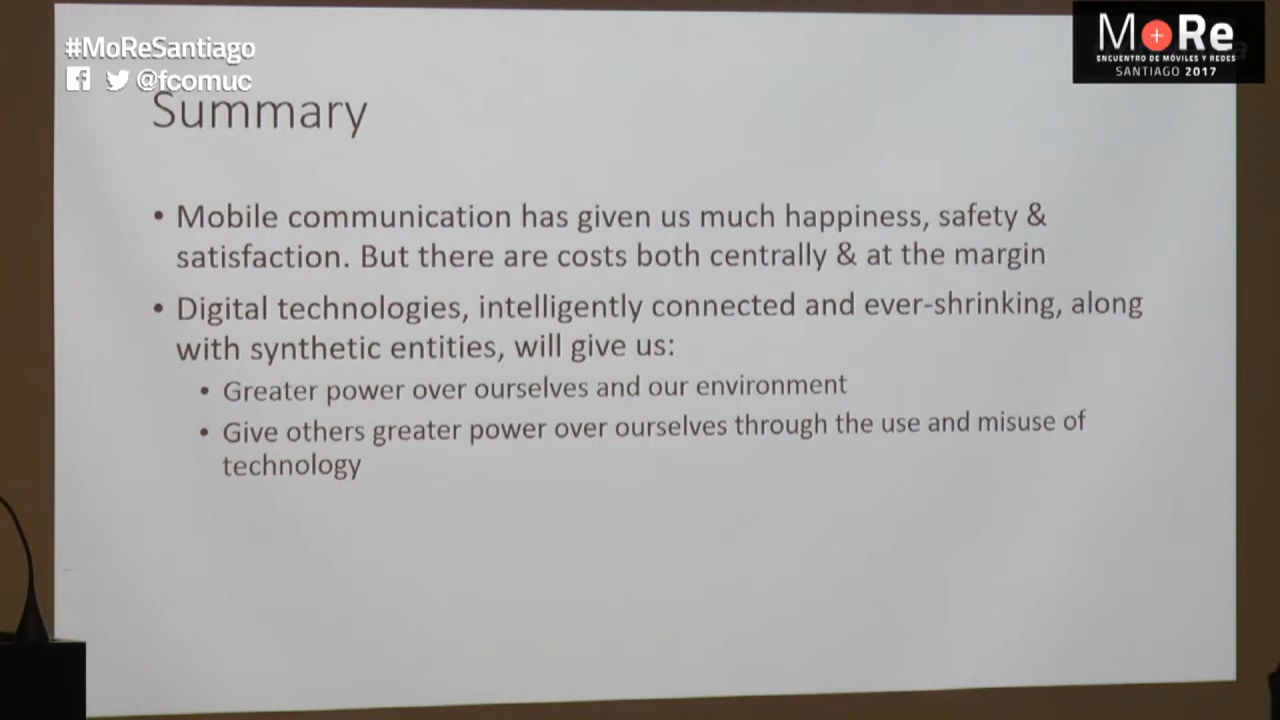 #MoReSantiago
@fcomuc
MoRe
ENCUENTRO DE MÓVILES Y REDES
SANTIAGO 2017
Summary
• Mobile communication has given us much happiness, safety &
satisfaction. But there are costs both centrally & at the margin
• Digital technologies, intelligently connected and ever-shrinking, along
with synthetic entities, will give us:
• Greater power over ourselves and our environment
• Give others greater power over ourselves through the use and misuse of
technology